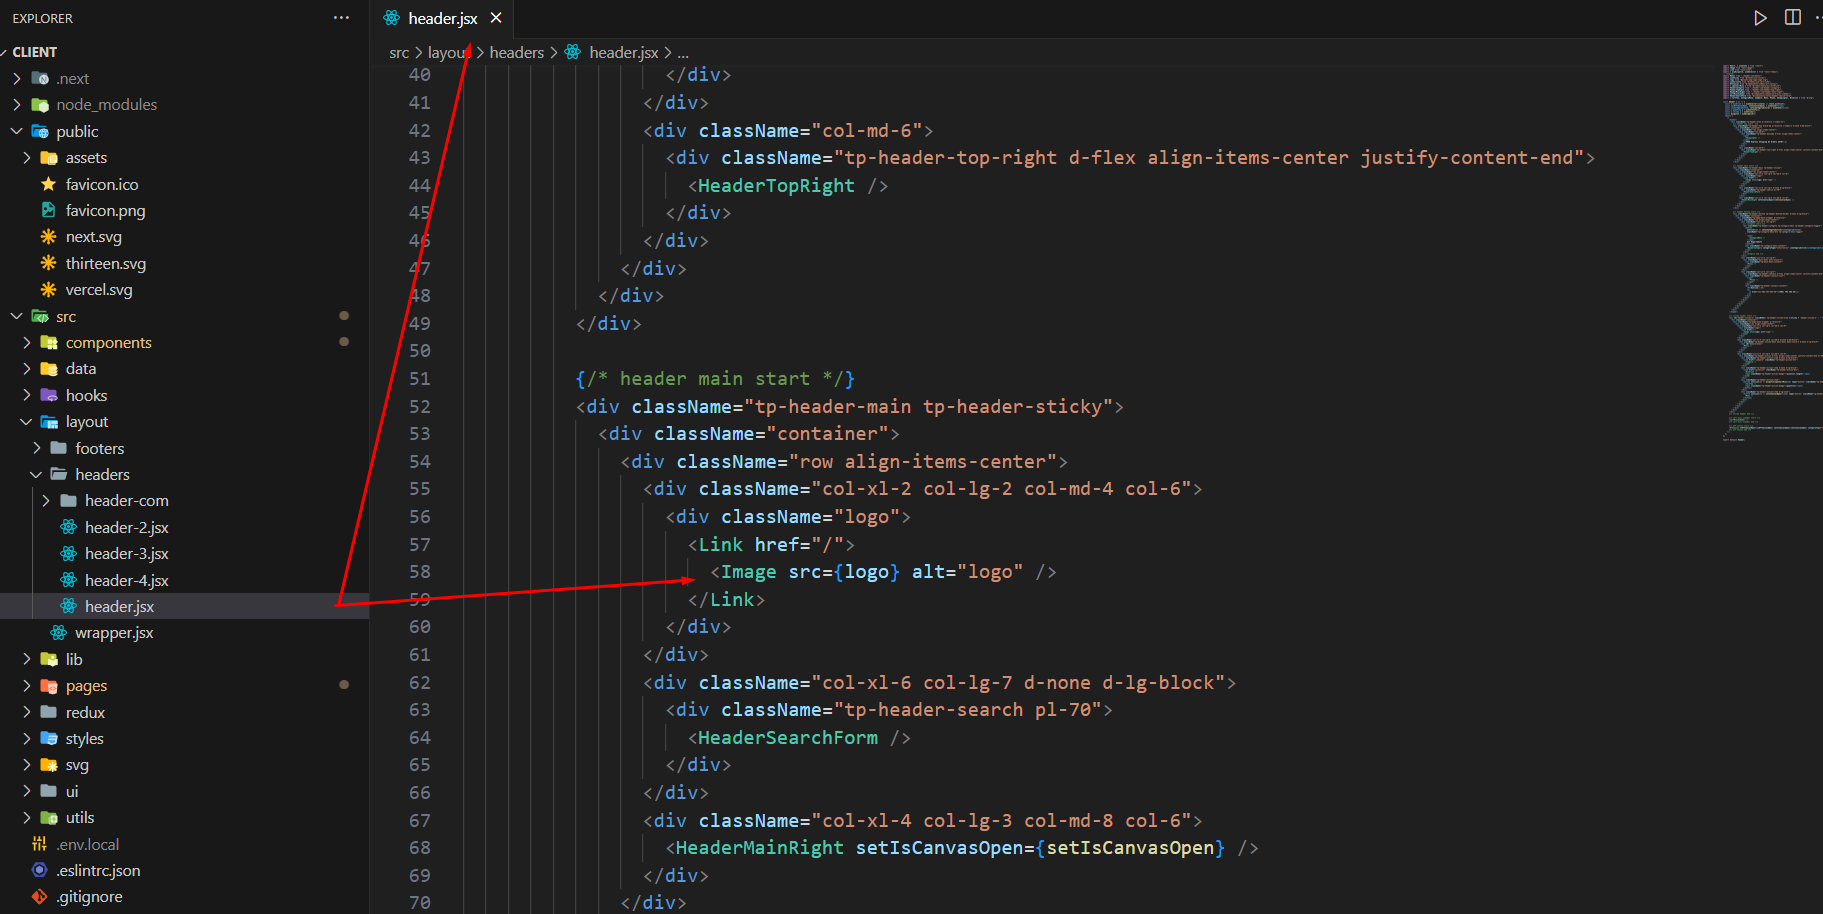 EXPLORER
CLIENT
.next
node_modules
public
assets
favicon.ico
favicon.png
next.svg
thirteen.svg
vercel.svg
src
components
data
hooks
layout
footers
headers
header-com
header-2.jsx
header-3.jsx
header-4.jsx
header.jsx
wrapper.jsx
lib
pages
redux
styles
svg
ui
utils
.env.local
.eslintrc.json
.gitignore
header.jsx
src > layout > headers > header.jsx > ...
40 </div>
41 </div>
42 <div className="col-md-6">
43 <div className="tp-header-top-right d-flex align-items-center justify-content-end">
44 <HeaderTopRight />
45 </div>
46 </div>
47 </div>
48 </div>
49 </div>
50
51 {/* header main start */}
52 <div className="tp-header-main tp-header-sticky">
53 <div className="container">
54 <div className="row align-items-center">
55 <div className="col-xl-2 col-lg-2 col-md-4 col-6">
56 <div className="logo">
57 <Link href="/">
58 <Image src={logo} alt="logo" />
59 </Link>
60 </div>
61 </div>
62 <div className="col-xl-6 col-lg-7 d-none d-lg-block">
63 <div className="tp-header-search pl-70">
64 <HeaderSearchForm />
65 </div>
66 </div>
67 <div className="col-xl-4 col-lg-3 col-md-8 col-6">
68 <HeaderMainRight setIsCanvasOpen={setIsCanvasOpen} />
69 </div>
70 </div>